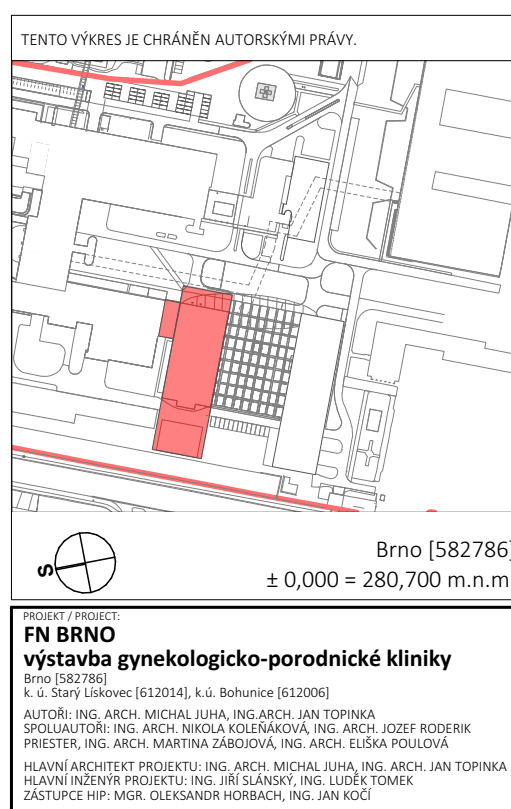 TENTO VÝKRES JE CHRÁNĚN AUTORSKÝMI PRÁVY.
S
Brno [582786]
± 0,000 = 280,700 m.n.m
PROJEKT / PROJECT:
FN BRNO
výstavba gynekologicko-porodnické kliniky
Brno [582786]
k. ú. Starý Lískovec [612014], k.ú. Bohunice [612006]
AUTOŘI: ING. ARCH. MICHAL JUHA, ING.ARCH. JAN TOPINKA
SPOLUAUTOŘI: ING. ARCH. NIKOLA KOLEŇÁKOVÁ, ING. ARCH. JOZEF RODERIK
PRIESTER, ING. ARCH. MARTINA ZÁBOJOVÁ, ING. ARCH. ELIŠKA POULOVÁ
HLAVNÍ ARCHITEKT PROJEKTU: ING. ARCH. MICHAL JUHA, ING. ARCH. JAN TOPINKA
HLAVNÍ INŽENÝR PROJEKTU: ING. JIŘÍ SLÁNSKÝ, ING. LUDĚK TOMEK
ZÁSTUPCE HIP: MGR. OLEKSANDR HORBACH, ING. JAN KOČÍ